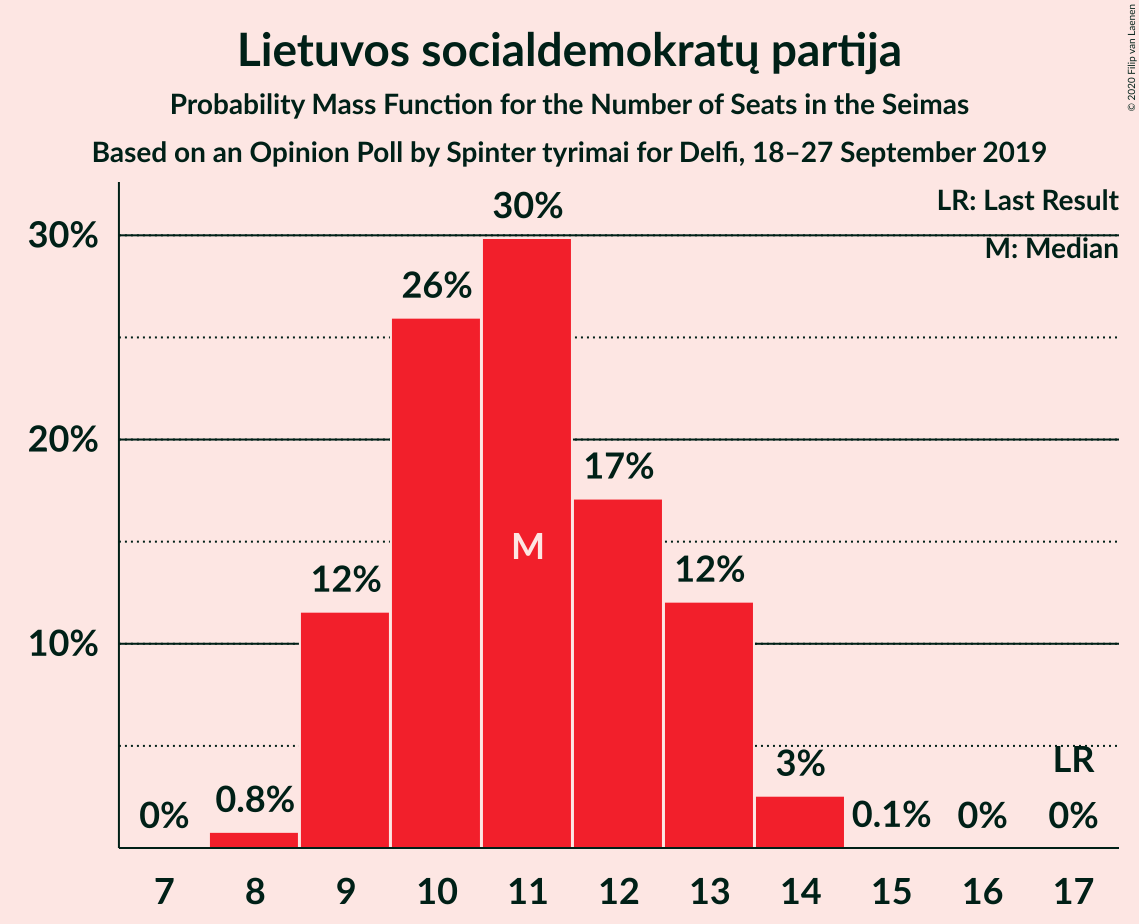 Lietuvos socialdemokratų partija
Probability Mass Function for the Number of Seats in the Seimas
Based on an Opinion Poll by Spinter tyrimai for Delfi, 18–27 September 2019
© 2020 Filip van Laenen
LR: Last Result
M: Median
30%
20%
10%
0%
0.8%
12%
26%
30%
M
17%
12%
3%
0.1%
0%
LR
0%
7 8 9 10 11 12 13 14 15 16 17